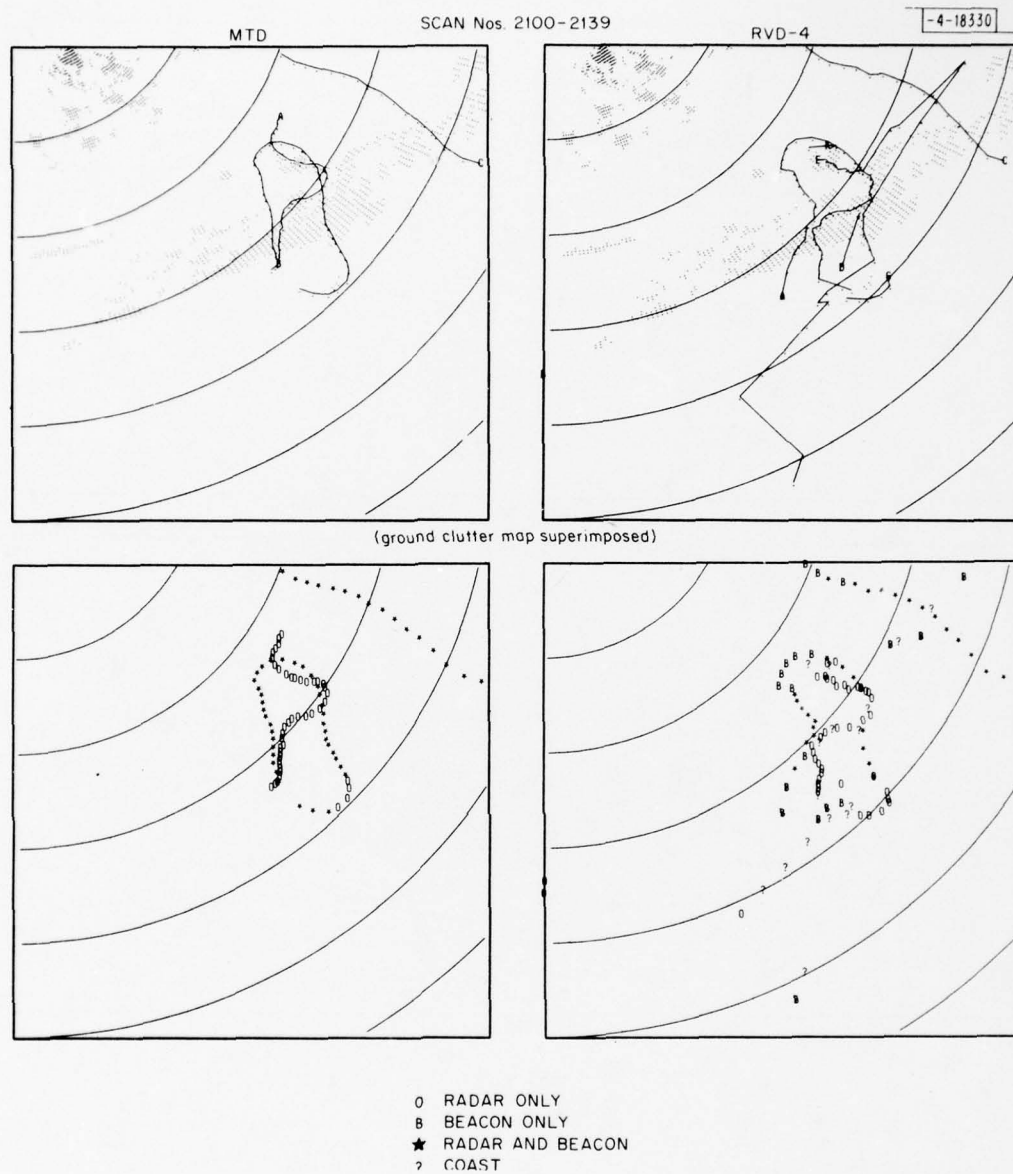 SCAN Nos. 2100-2139
-4-18330
MTD
RVD-4
A
C
B
E
C
D
(ground clutter map superimposed)
O RADAR ONLY
B BEACON ONLY
★ RADAR AND BEACON
? COAST